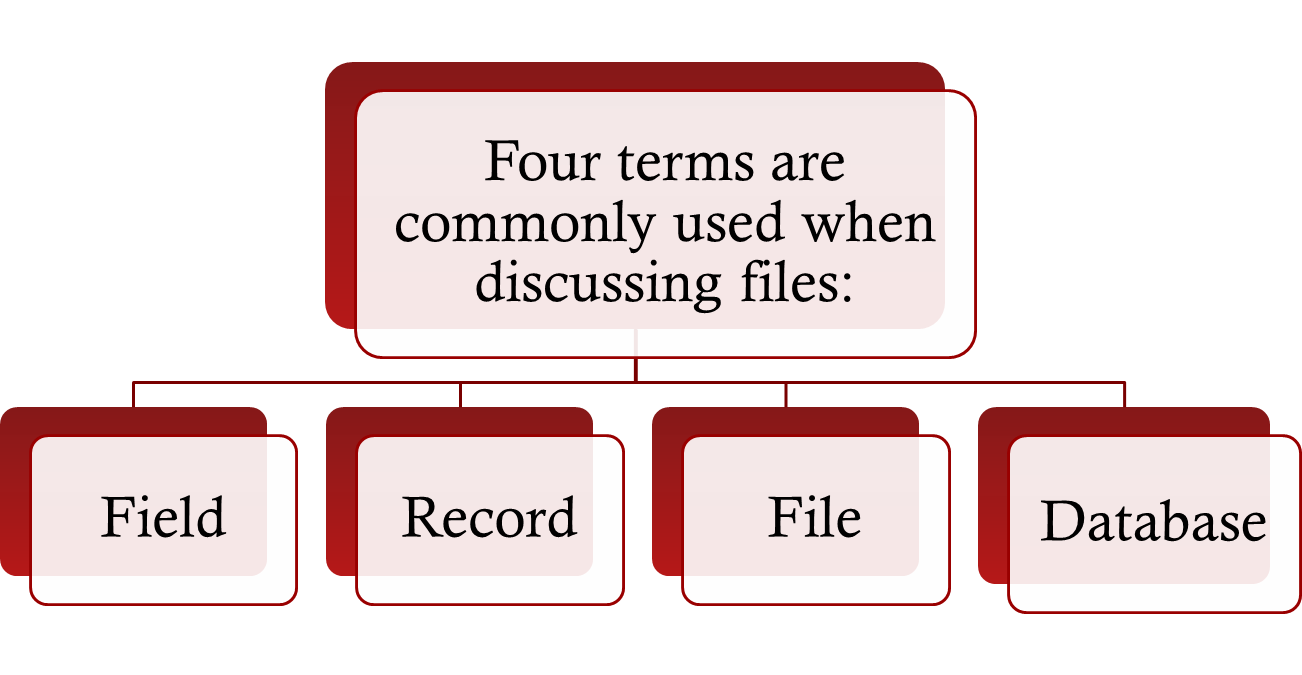 Four terms are
commonly used when
discussing files:
Field
Record
File
Database